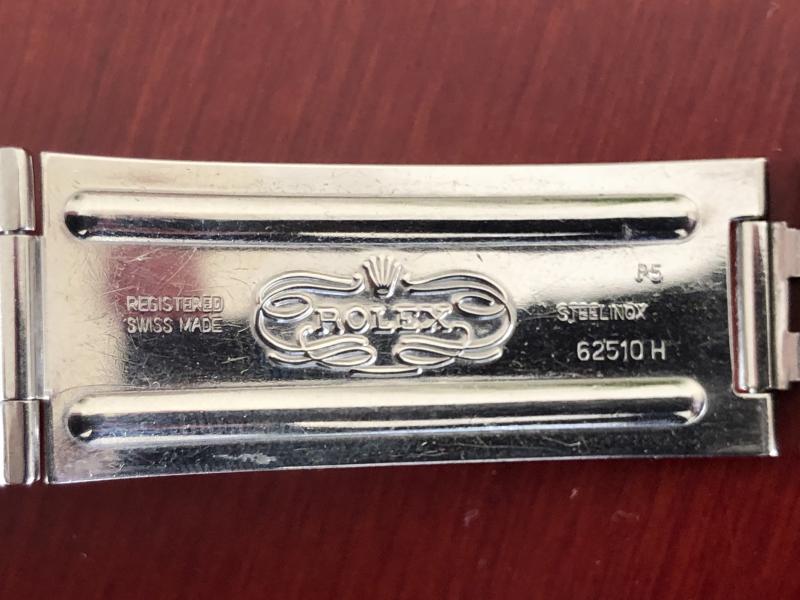 REGISTERED
SWISS MADE
ROLEX
P5
STEELINOX
62510 H